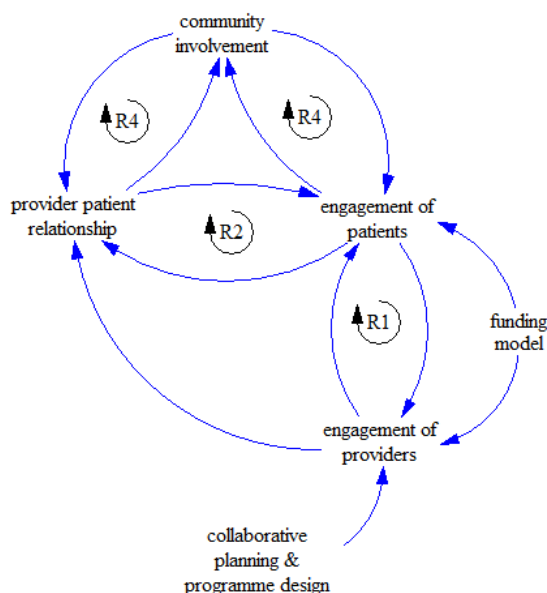 community
involvement
R4
R4
provider patient
relationship
R2
engagement of
patients
R1
funding
model
engagement of
providers
collaborative
planning &
programme design